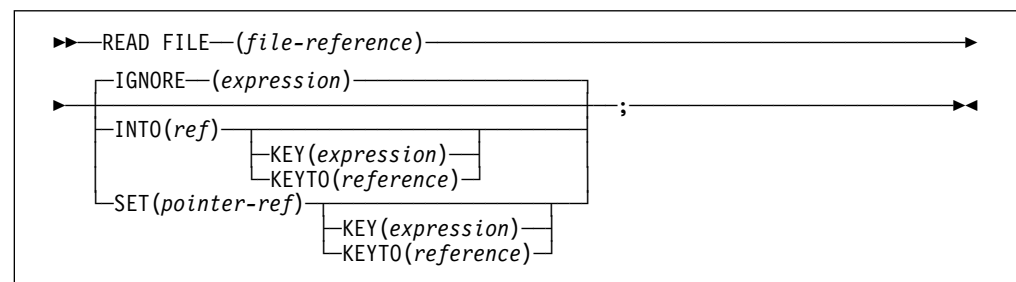 READ FILE (file-reference)
IGNORE (expression)
;
INTO(ref)
KEY(expression)
KEYTO(reference)
SET(pointer-ref)
KEY(expression)
KEYTO(reference)